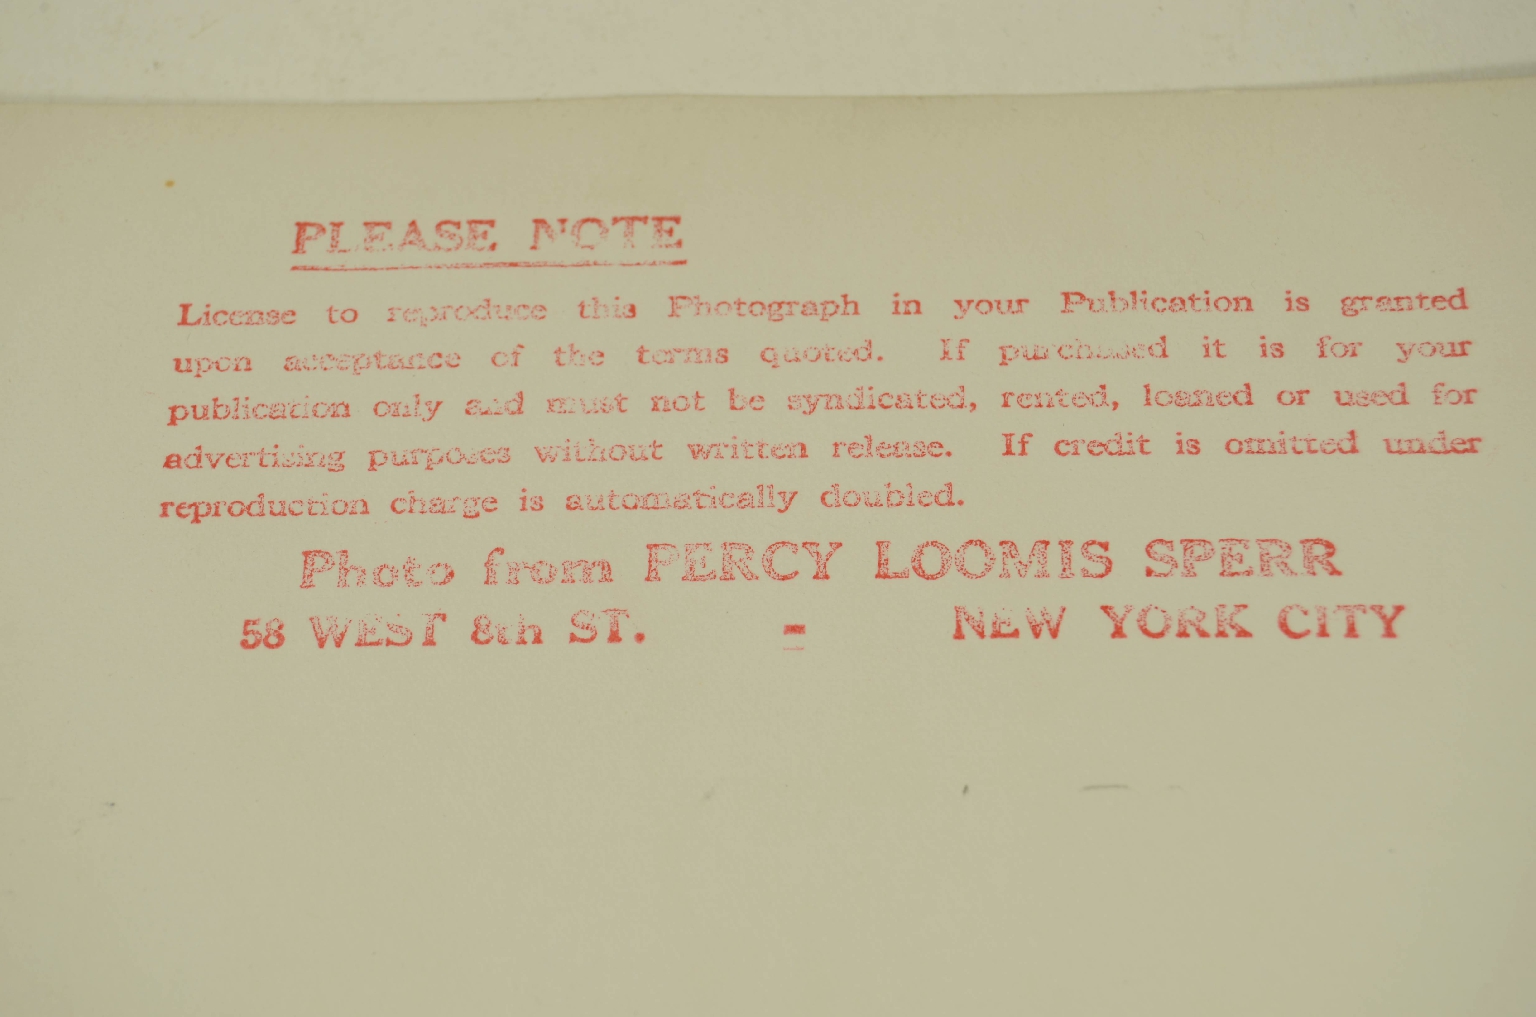 PLEASE NOTE
License to reproduce this Photograph in your Publication is granted
upon acceptance of the terms quoted. If purchased it is for your
publication only and must not be syndicated, rented, loaned or used for
advertising purposes without written release. If credit is omitted under
reproduction charge is automatically doubled.
Photo from PERCY LOOMIS SPERR
58 WEST 8th ST. - NEW YORK CITY